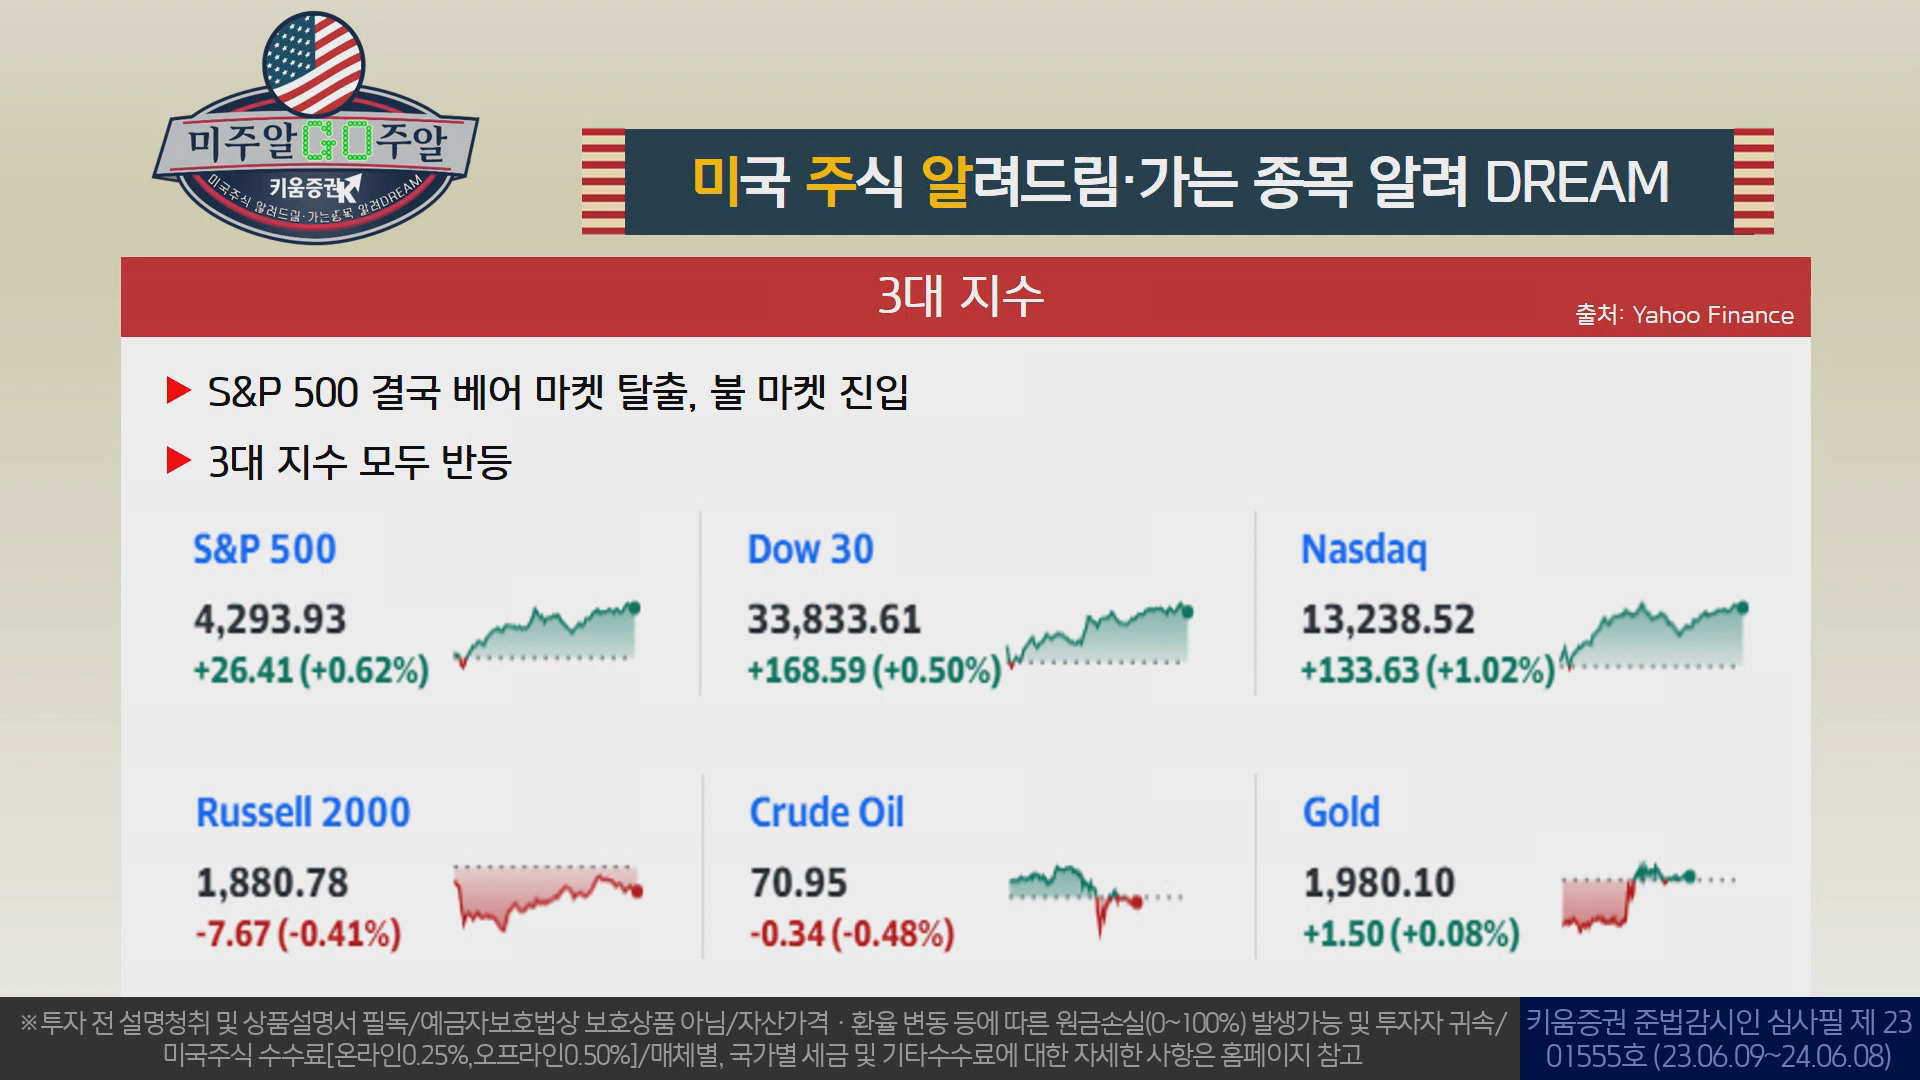 미주알GO주알
키움증권
미국주식 알려드림·가는종목 알려DREAM
미국 주식 알려드림·가는 종목 알려 DREAM
3대 지수
출처: Yahoo Finance
S&P 500 결국 베어 마켓 탈출, 불 마켓 진입
3대 지수 모두 반등
S&P 500
4,293.93
+26.41 (+0.62%)
Dow 30
33,833.61
+168.59 (+0.50%)
Nasdaq
13,238.52
+133.63 (+1.02%)
Russell 2000
1,880.78
-7.67 (-0.41%)
Crude Oil
70.95
-0.34 (-0.48%)
Gold
1,980.10
+1.50 (+0.08%)
※투자 전 설명청취 및 상품설명서 필독/예금자보호법상 보호상품 아님/자산가격 · 환율 변동 등에 따른 원금손실(0~100%) 발생가능 및 투자자 귀속/
미국주식 수수료[온라인0.25%,오프라인0.50%]/매체별, 국가별 세금 및 기타수수료에 대한 자세한 사항은 홈페이지 참고
키움증권 준법감시인 심사필 제 23
01555호 (23.06.09~24.06.08)